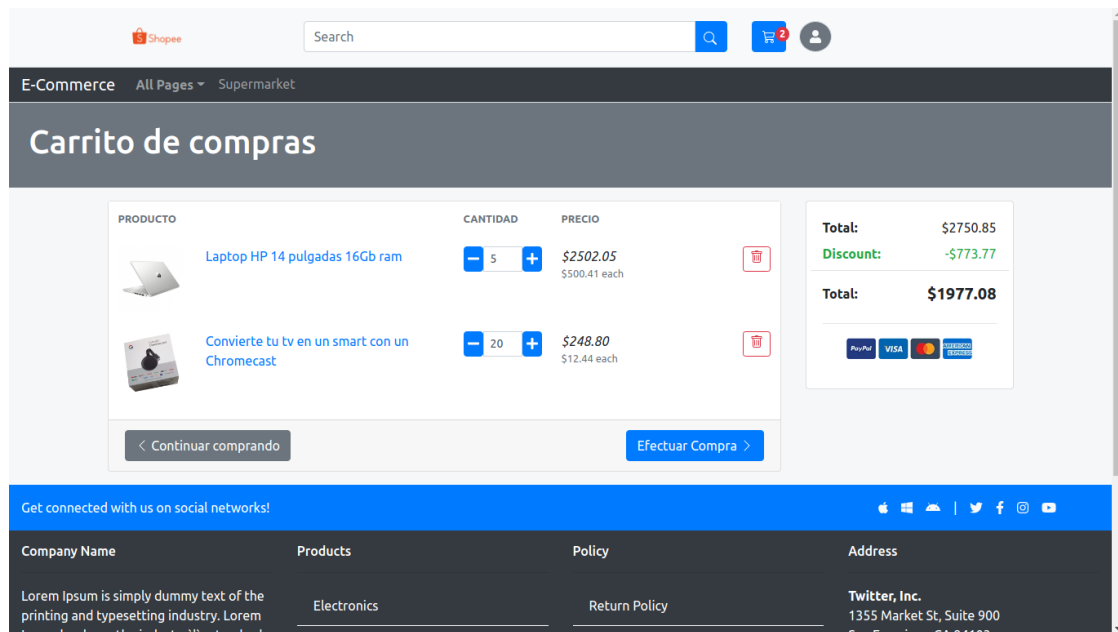 Shopee
Search
2
E-Commerce All Pages Supermarket
Carrito de compras
PRODUCTO CANTIDAD PRECIO
Laptop HP 14 pulgadas 16Gb ram
5
$2502.05
$500.41 each
Convierte tu tv en un smart con un
Chromecast
20
$248.80
$12.44 each
Continuar comprando
Efectuar Compra
Total: $2750.85
Discount: -$773.77
Total: $1977.08
PayPal VISA AMERICAN EXPRESS
Get connected with us on social networks!
Company Name
Lorem Ipsum is simply dummy text of the
printing and typesetting industry. Lorem
Products
Electronics
Policy
Return Policy
Address
Twitter, Inc.
1355 Market St, Suite 900